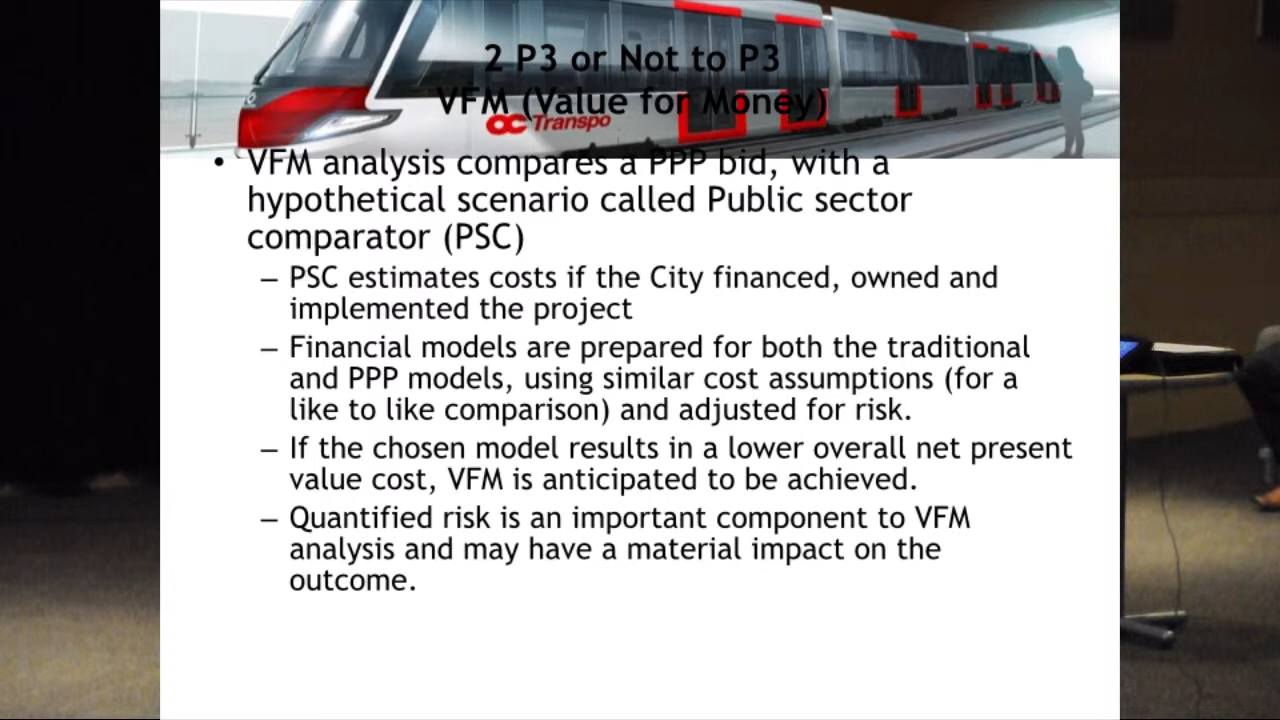 2 P3 or Not to P3
VFM (Value for Money)
OC Transpo
• VFM analysis compares a PPP bid, with a
hypothetical scenario called Public sector
comparator (PSC)
– PSC estimates costs if the City financed, owned and
implemented the project
– Financial models are prepared for both the traditional
and PPP models, using similar cost assumptions (for a
like to like comparison) and adjusted for risk.
– If the chosen model results in a lower overall net present
value cost, VFM is anticipated to be achieved.
– Quantified risk is an important component to VFM
analysis and may have a material impact on the
outcome.